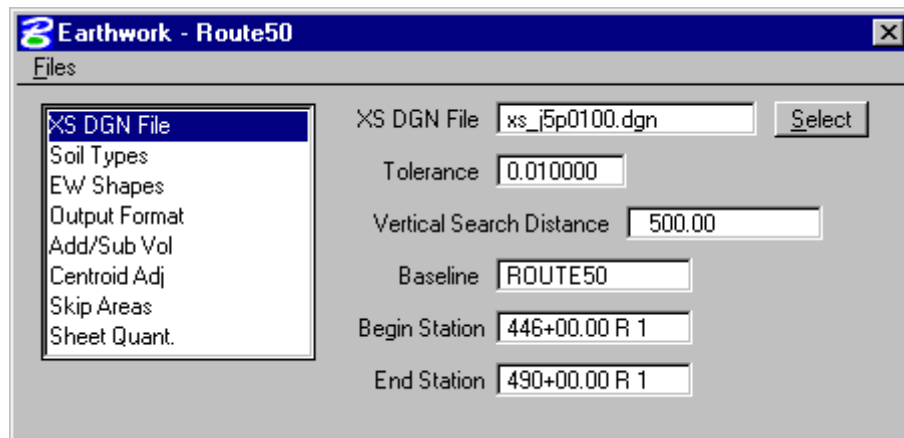 Earthwork - Route50
Files
XS DGN File
Soil Types
EW Shapes
Output Format
Add/Sub Vol
Centroid Adj
Skip Areas
Sheet Quant.
XS DGN File xs_j5p0100.dgn Select
Tolerance 0.010000
Vertical Search Distance 500.00
Baseline ROUTE50
Begin Station 446+00.00 R 1
End Station 490+00.00 R 1